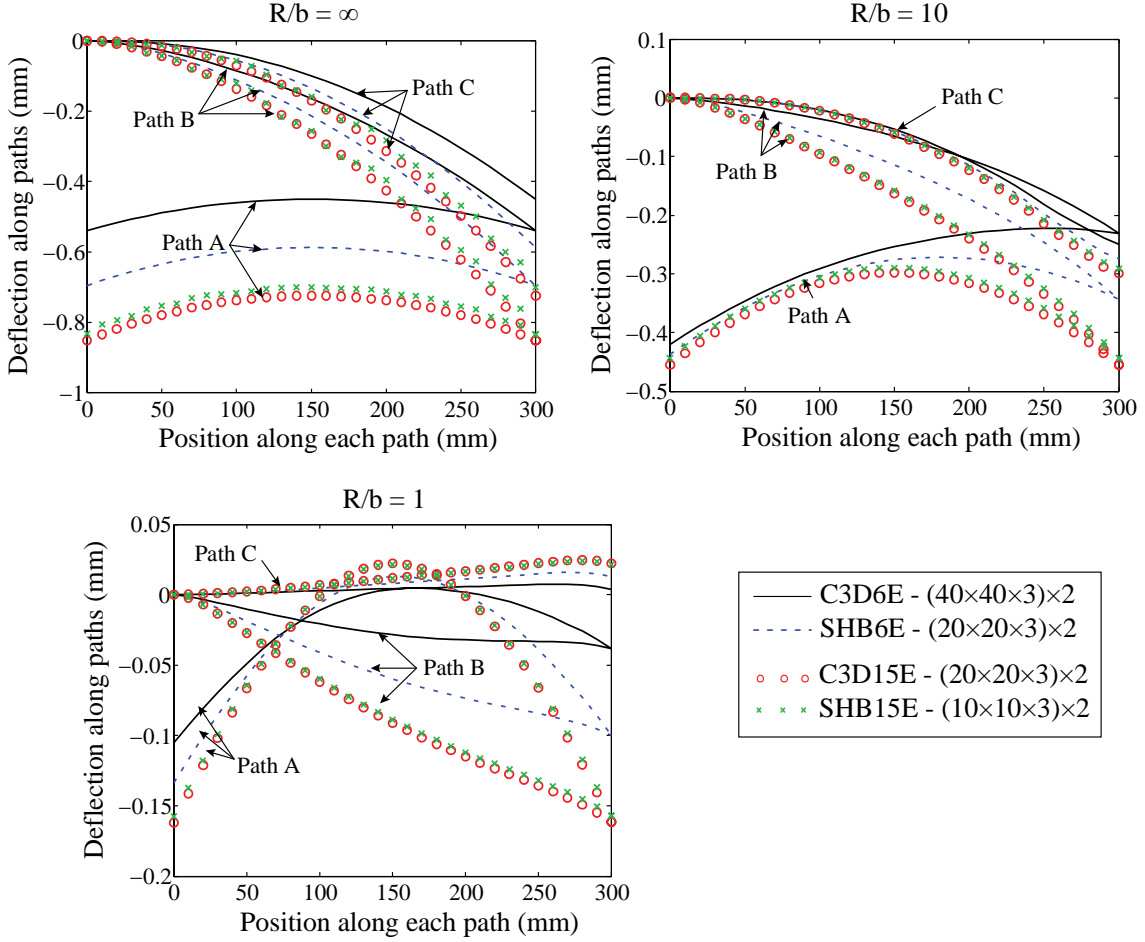 R/b = ∞
0
−0.2
−0.4
−0.6
−0.8
−1
0
50
100
150
200
250
300
Deflection along paths (mm)
Position along each path (mm)
Path B
Path C
Path A
R/b = 10
0.1
0
−0.1
−0.2
−0.3
−0.4
−0.5
0
50
100
150
200
250
300
Deflection along paths (mm)
Position along each path (mm)
Path C
Path B
Path A
R/b = 1
0.05
0
−0.05
−0.1
−0.15
−0.2
0
50
100
150
200
250
300
Deflection along paths (mm)
Position along each path (mm)
Path C
Path B
Path A
C3D6E - (40×40×3)×2
SHB6E - (20×20×3)×2
C3D15E - (20×20×3)×2
SHB15E - (10×10×3)×2